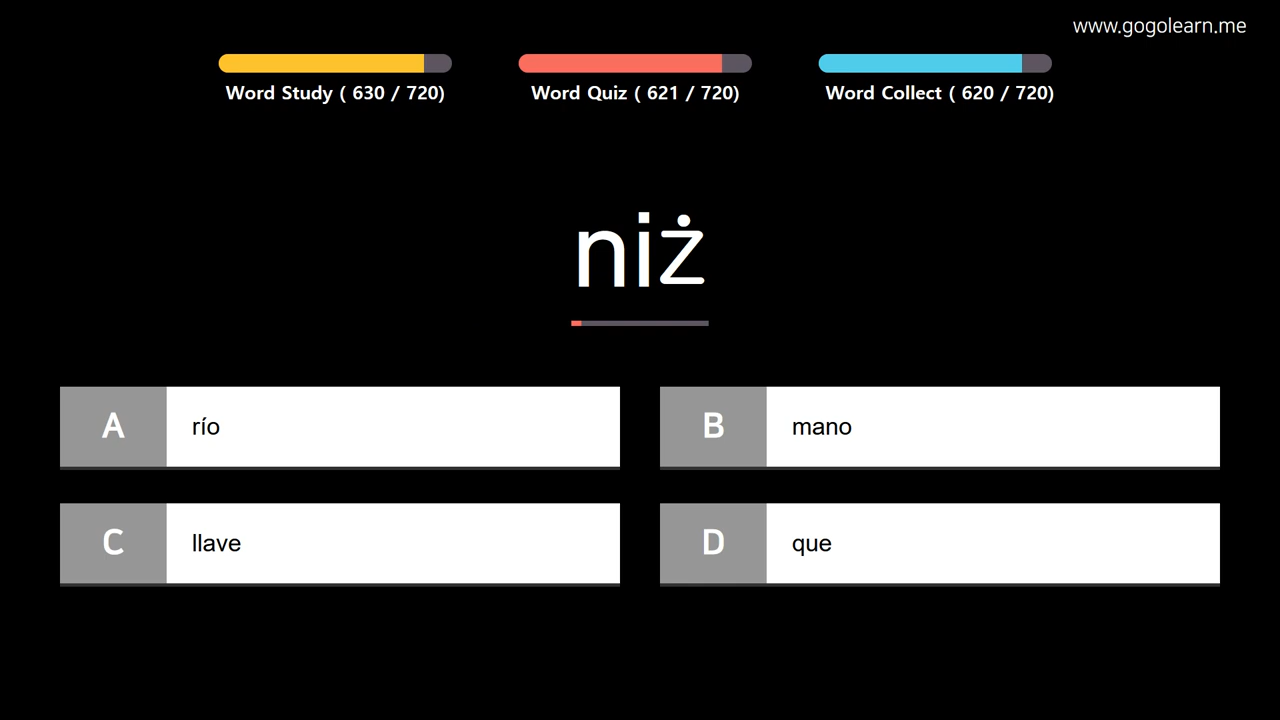 www.gogolearn.me
Word Study ( 630 / 720)
Word Quiz ( 621 / 720)
Word Collect ( 620 / 720)
niż
A
río
B
mano
C
llave
D
que